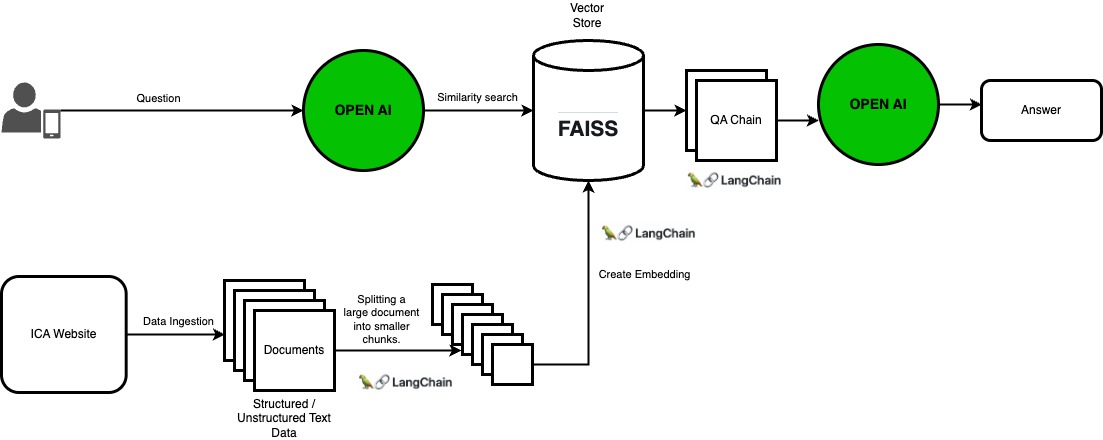 Vector
Store
Question
OPEN AI
Similarity search
FAISS
QA Chain
OPEN AI
Answer
LangChain
LangChain
Create Embedding
ICA Website
Data Ingestion
Documents
Splitting a
large document
into smaller
chunks.
LangChain
Structured /
Unstructured Text
Data